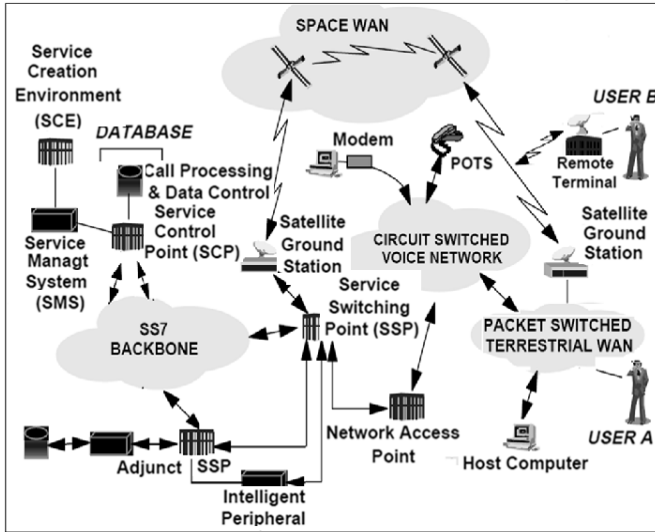 SPACE WAN
Service
Creation
Environment
(SCE)
DATABASE
Call Processing
& Data Control
Service
Control
Point (SCP)
Service
Managt
System
(SMS)
Modem
POTS
USER B
Remote
Terminal
Satellite
Ground
Station
CIRCUIT SWITCHED
VOICE NETWORK
Satellite
Ground
Station
Service
Switching
Point (SSP)
SS7
BACKBONE
PACKET SWITCHED
TERRESTRIAL WAN
Adjunct
SSP
Intelligent
Peripheral
Network Access
Point
Host Computer
USER A